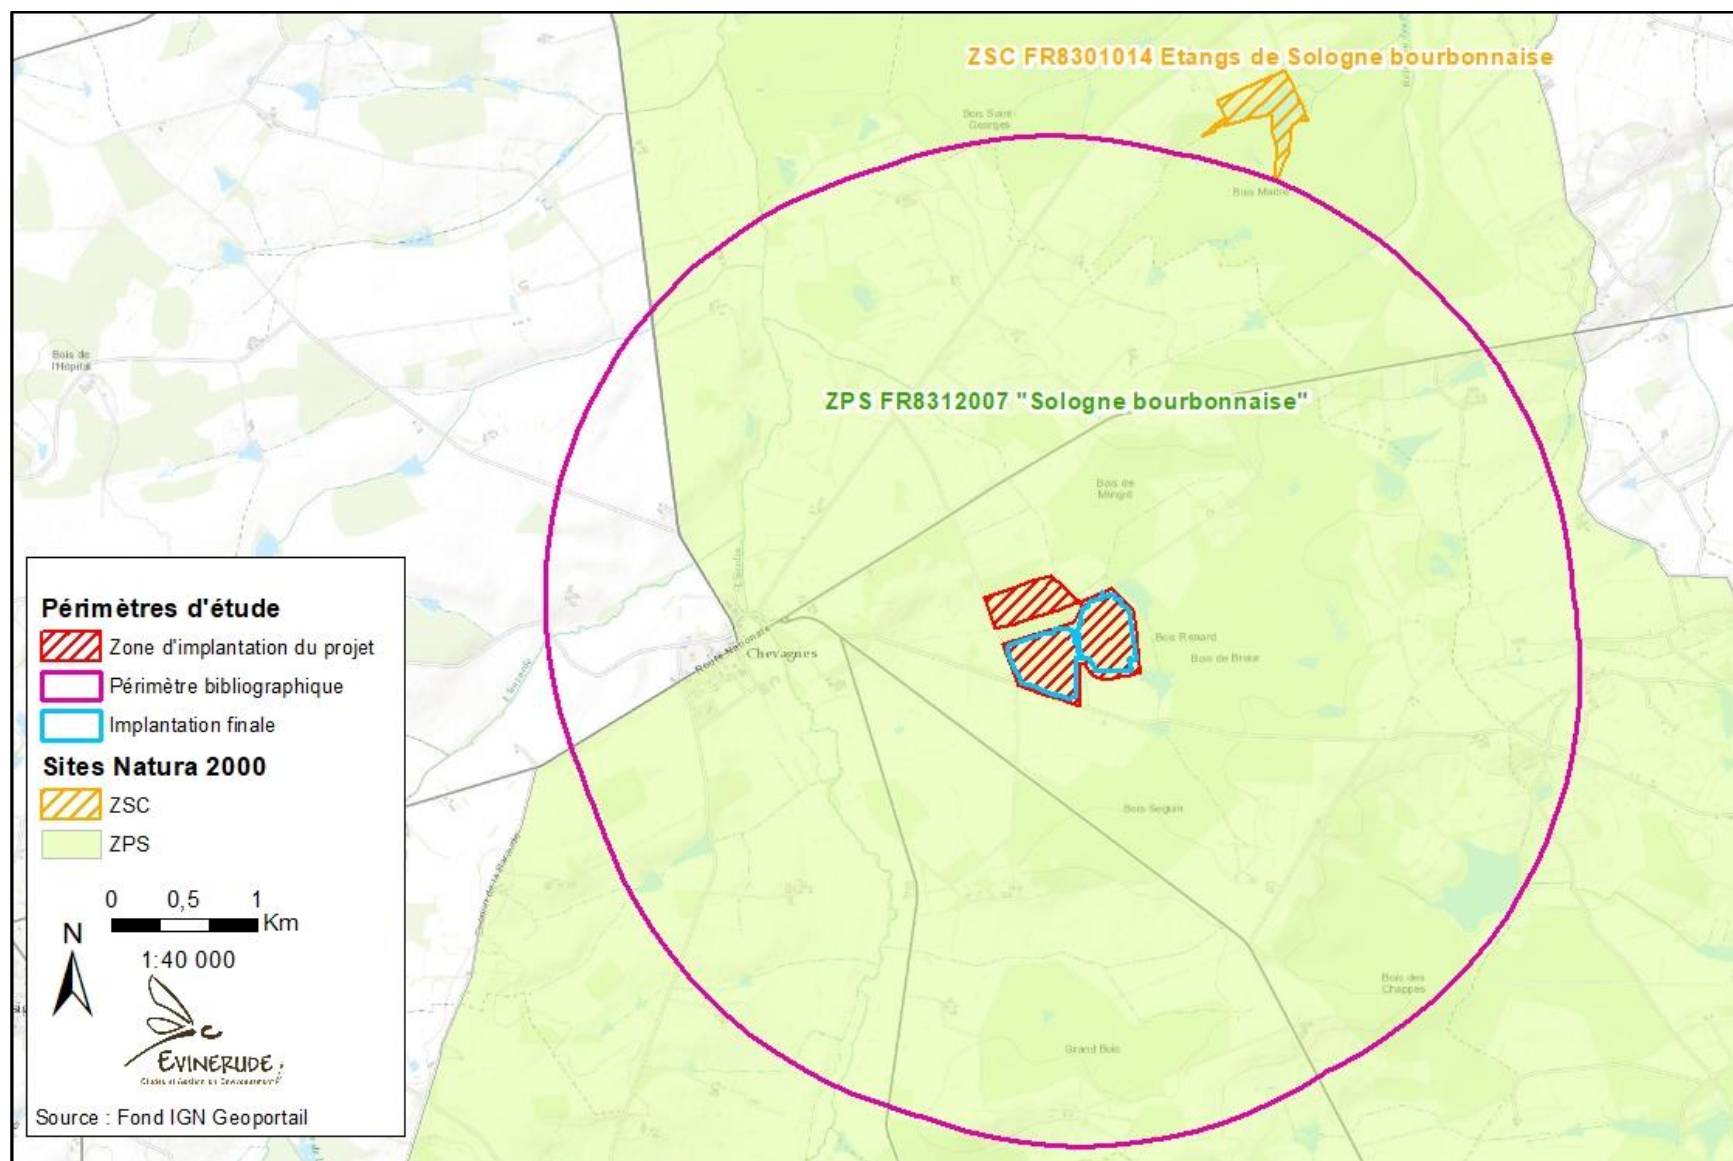 ZSC FR8301014 Etangs de Sologne bourbonnaise
Bois Saint-
Georges
Bois Maître
Bois de
l'Hôpital
ZPS FR8312007 "Sologne bourbonnaise"
Bois de
Mingré
Bois Renard
Bois de Breux
Route Nationale
Chevagnes
Bois Seguin
Bois des
Chappes
Grand Bois
Périmètres d'étude
Zone d'implantation du projet
Périmètre bibliographique
Implantation finale
Sites Natura 2000
ZSC
ZPS
0 0,5 1
Km
N
1:40 000
EVINERUDE
Source : Fond IGN Geoportail